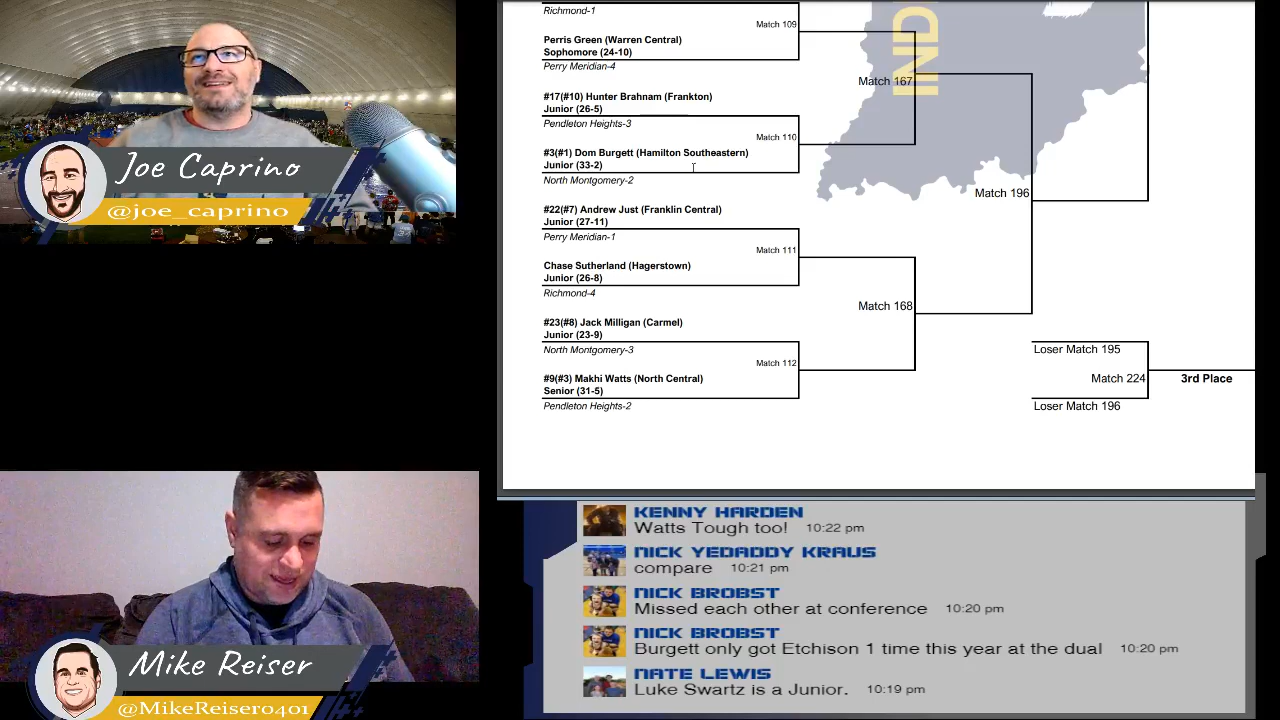 Joe Caprino
@joe_caprino
Richmond-1
Match 109
Perris Green (Warren Central)
Sophomore (24-10)
Perry Meridian-4
IND
Match 167
#17(#10) Hunter Brahnam (Frankton)
Junior (26-5)
Pendleton Heights-3
Match 110
#3(#1) Dom Burgett (Hamilton Southeastern)
Junior (33-2)
North Montgomery-2
Match 196
#22(#7) Andrew Just (Franklin Central)
Junior (27-11)
Perry Meridian-1
Match 111
Chase Sutherland (Hagerstown)
Junior (26-8)
Richmond-4
Match 168
#23(#8) Jack Milligan (Carmel)
Junior (23-9)
North Montgomery-3
Match 112
#9(#3) Makhi Watts (North Central)
Senior (31-5)
Pendleton Heights-2
Loser Match 195
Match 224
3rd Place
Loser Match 196
Mike Reiser
@MikeReiser0401
KENNY HARDEN
Watts Tough too! 10:22 pm
NICK YEDADDY KRAUS
compare 10:21 pm
NICK BROBST
Missed each other at conference 10:20 pm
NICK BROBST
Burgett only got Etchison 1 time this year at the dual 10:20 pm
NATE LEWIS
Luke Swartz is a Junior. 10:19 pm